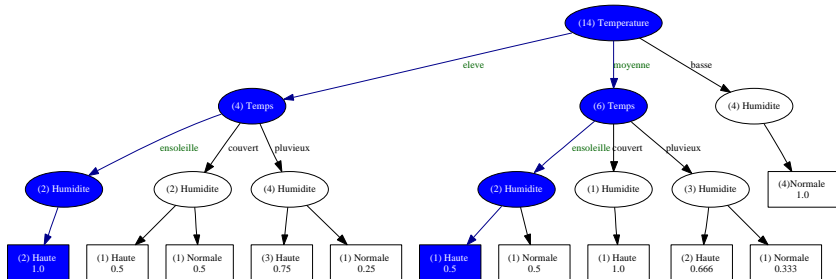 (14) Temperature
eleve
moyenne
basse
(4) Temps
(6) Temps
(4) Humidite
ensoleille
couvert
pluvieux
ensoleille
couvert
pluvieux
(2) Humidite
(2) Humidite
(4) Humidite
(2) Humidite
(1) Humidite
(3) Humidite
(4)Normale
1.0
(2) Haute
1.0
(1) Haute
0.5
(1) Normale
0.5
(3) Haute
0.75
(1) Normale
0.25
(1) Haute
0.5
(1) Normale
0.5
(1) Haute
1.0
(2) Haute
0.666
(1) Normale
0.333